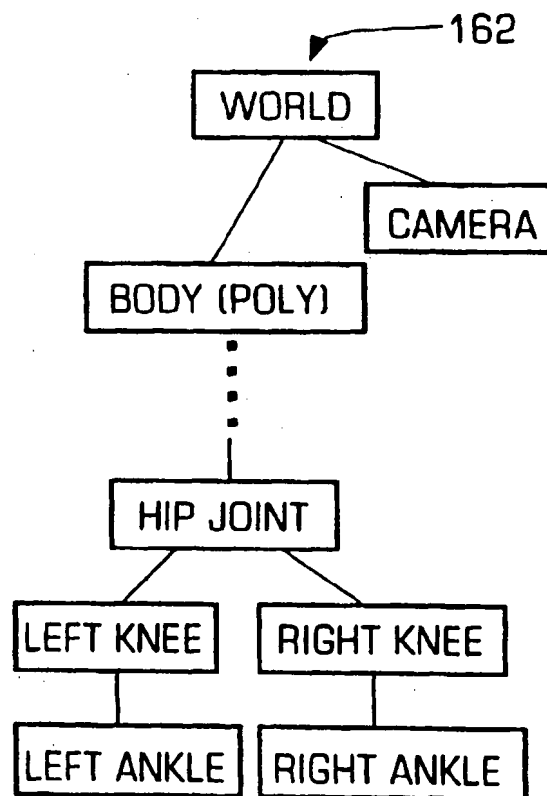 162
WORLD
CAMERA
BODY (POLY)
HIP JOINT
LEFT KNEE
RIGHT KNEE
LEFT ANKLE
RIGHT ANKLE